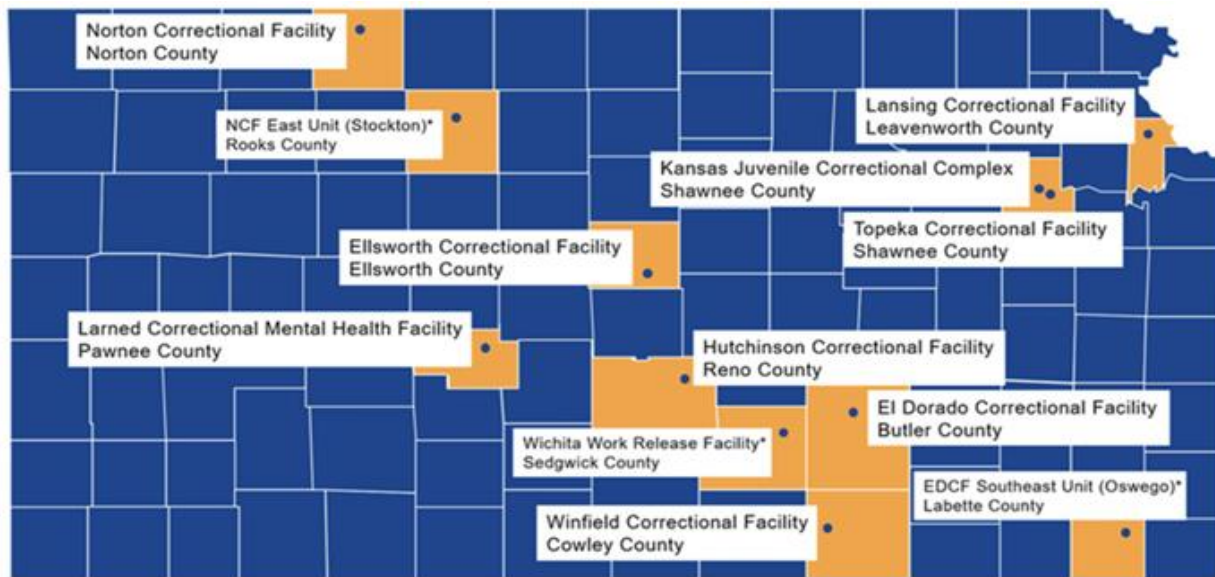 Norton Correctional Facility
Norton County
NCF East Unit (Stockton)*
Rooks County
Lansing Correctional Facility
Leavenworth County
Kansas Juvenile Correctional Complex
Shawnee County
Topeka Correctional Facility
Shawnee County
Ellsworth Correctional Facility
Ellsworth County
Larned Correctional Mental Health Facility
Pawnee County
Hutchinson Correctional Facility
Reno County
El Dorado Correctional Facility
Butler County
Wichita Work Release Facility*
Sedgwick County
EDCF Southeast Unit (Oswego)*
Labette County
Winfield Correctional Facility
Cowley County